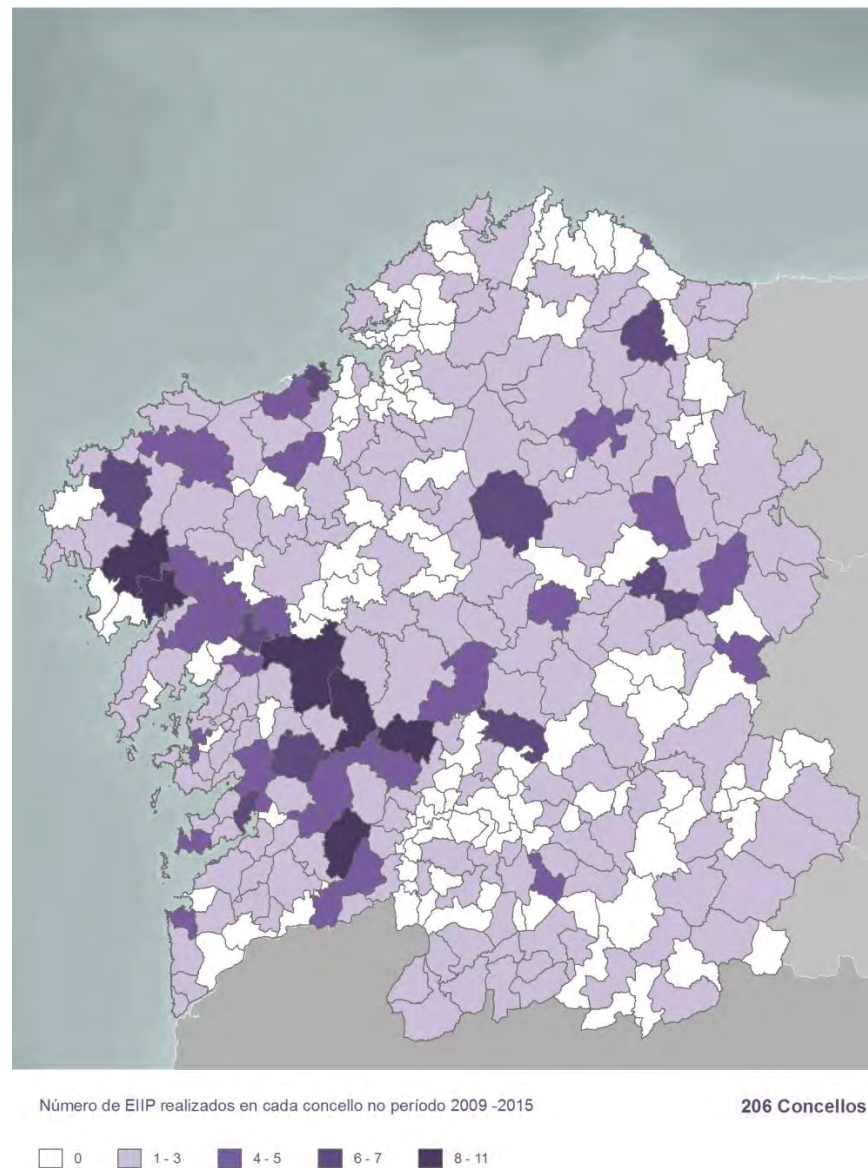 Número de EIIP realizados en cada concello no período 2009 -2015
206 Concellos
0
1 - 3
4 - 5
6 - 7
8 - 11